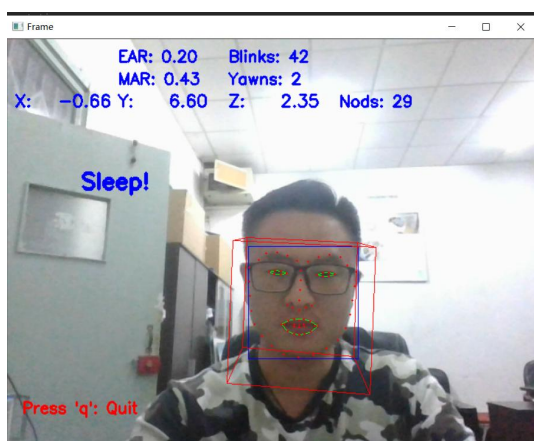 Frame
EAR: 0.20 Blinks: 42
MAR: 0.43 Yawns: 2
X: -0.66 Y: 6.60 Z: 2.35 Nods: 29
Sleep!
Press 'q': Quit